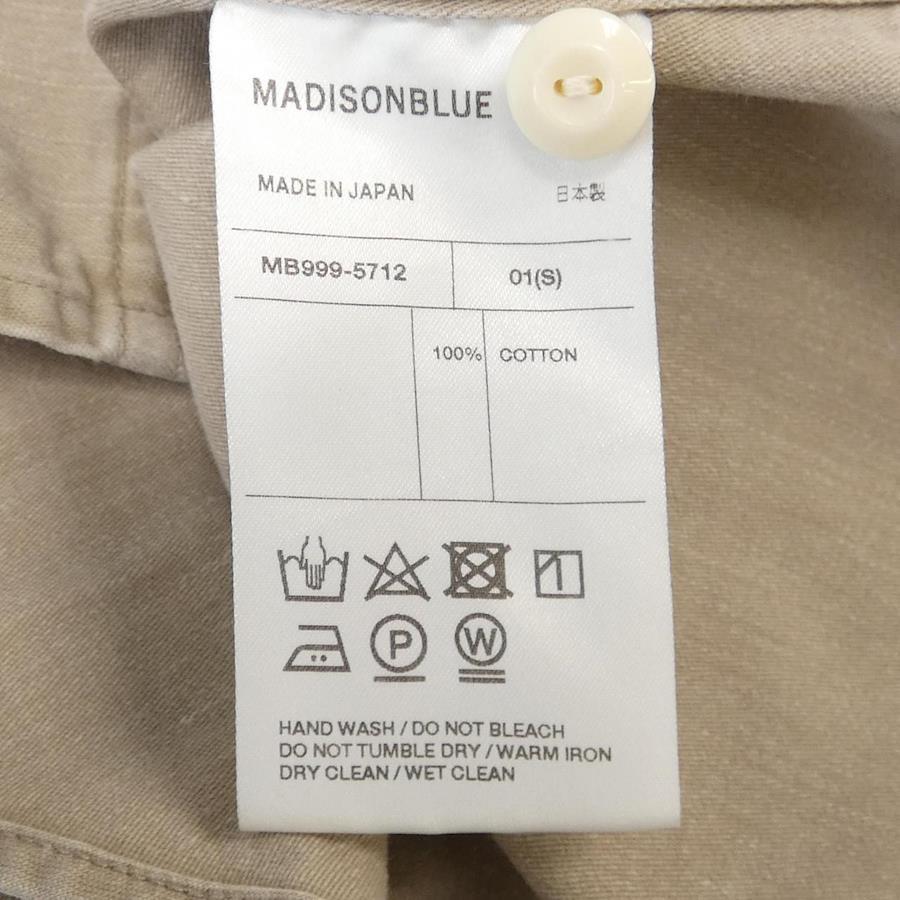 MADISONBLUE
MADE IN JAPAN 日本製
MB999-5712 01(S)
100% COTTON
P W
HAND WASH / DO NOT BLEACH
DO NOT TUMBLE DRY / WARM IRON
DRY CLEAN / WET CLEAN